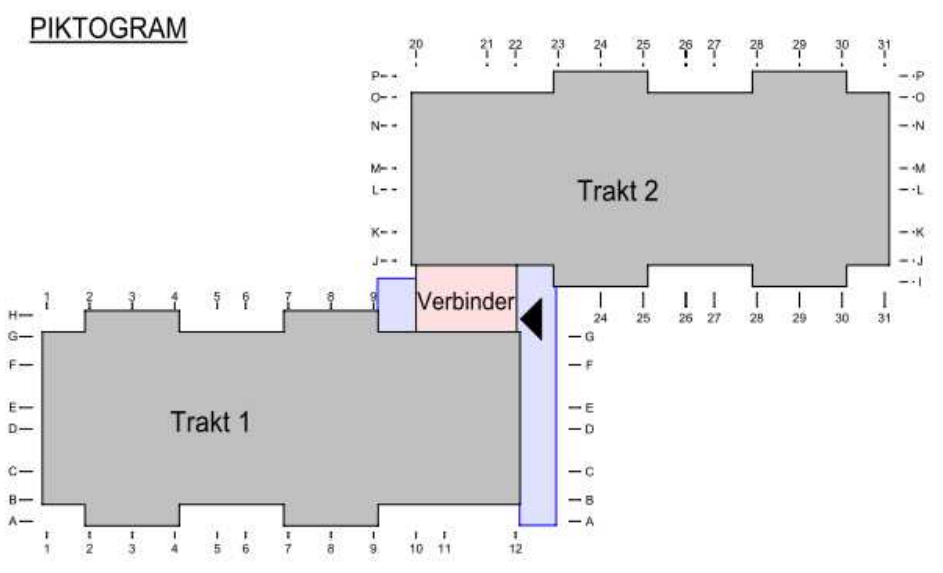 PIKTOGRAM
20 21 22 23 24 25 26 27 28 29 30 31
P P
O O
N N
M M
Trakt 2
L L
K K
J J
I
1 2 3 4 5 6 7 8 9
Verbinder
24 25 26 27 28 29 30 31
H
G G
F F
E E
Trakt 1
D D
C C
B B
A A
1 2 3 4 5 6 7 8 9 10 11 12